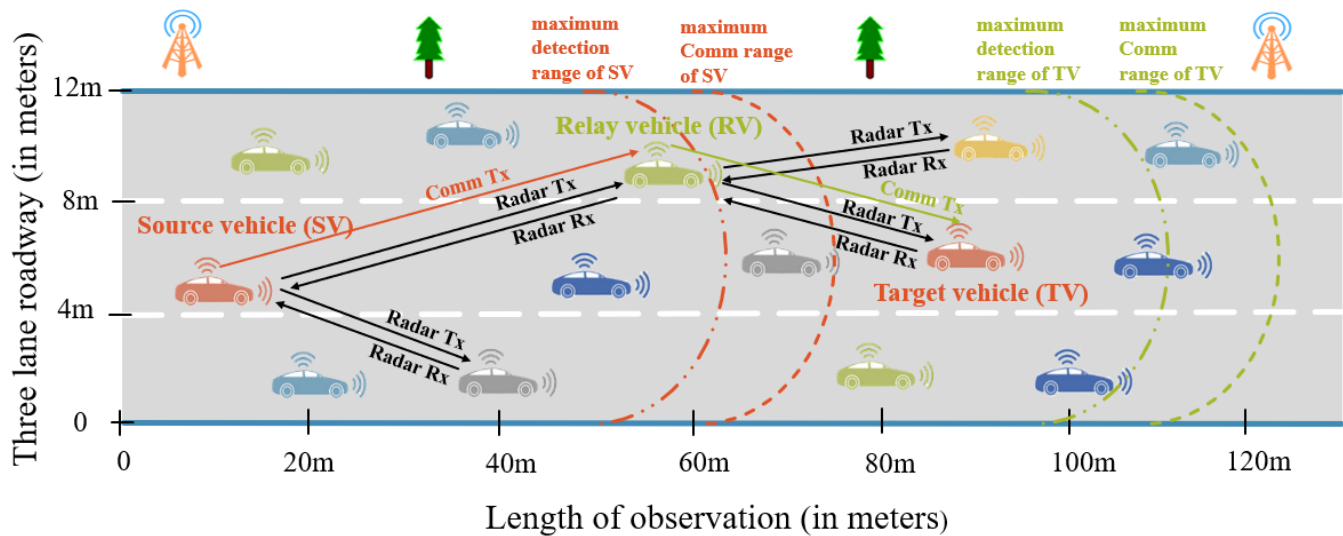 maximum
detection
range of SV
maximum
Comm range
of SV
maximum
detection
range of TV
maximum
Comm
range of TV
Three lane roadway (in meters)
12m
8m
4m
0
Relay vehicle (RV)
Radar Tx
Radar Rx
Comm Tx
Radar Tx
Radar Rx
Comm Tx
Radar Tx
Radar Rx
Source vehicle (SV)
Target vehicle (TV)
Radar Tx
Radar Rx
0
20m
40m
60m
80m
100m
120m
Length of observation (in meters)